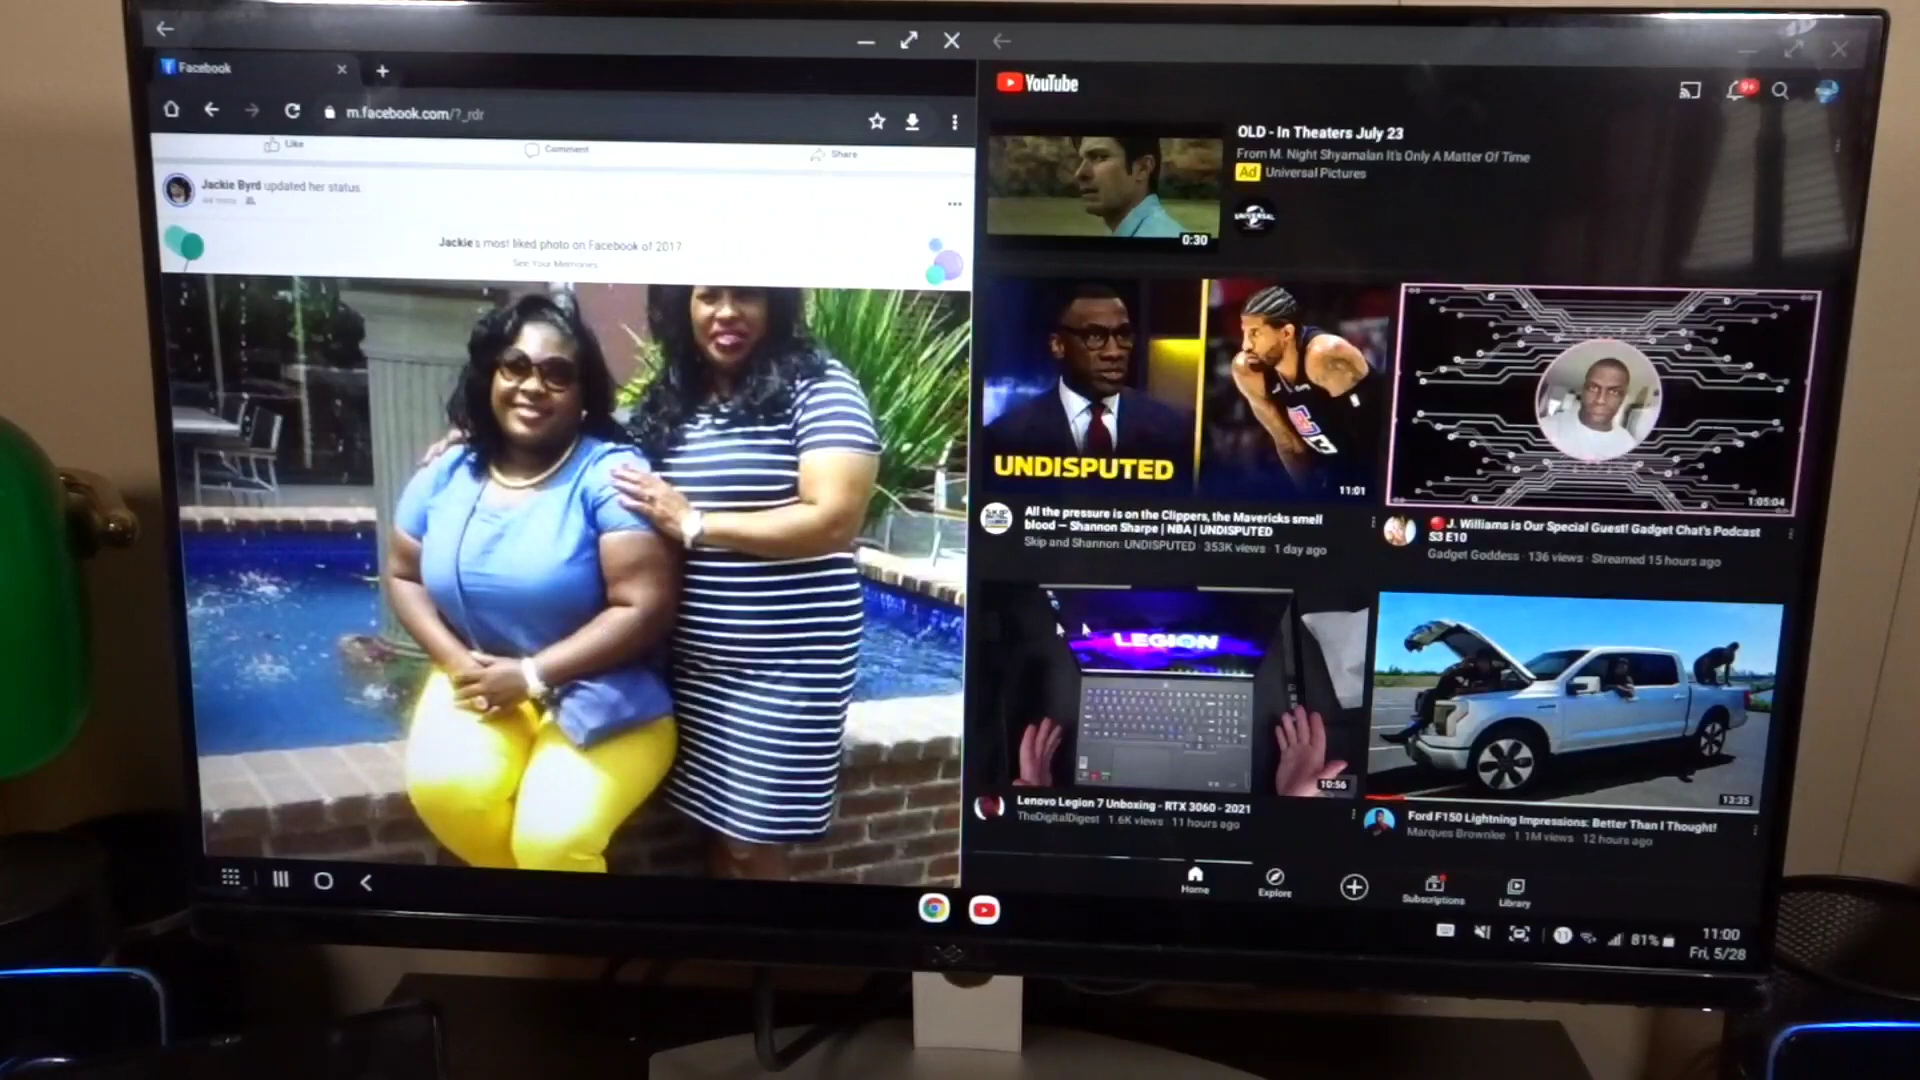 Facebook
m.facebook.com/?_rdr
Like
Comment
Share
Jackie Byrd updated her status.
44 mins
Jackie's most liked photo on Facebook of 2017
See Your Memories
YouTube
9+
OLD - In Theaters July 23
From M. Night Shyamalan It's Only A Matter Of Time
Ad Universal Pictures
UNIVERSAL
0:30
UNDISPUTED
11:01
1:05:04
All the pressure is on the Clippers, the Mavericks smell
blood — Shannon Sharpe | NBA | UNDISPUTED
Skip and Shannon: UNDISPUTED · 353K views · 1 day ago
J. Williams is Our Special Guest! Gadget Chat's Podcast
S3 E10
Gadget Goddess · 136 views · Streamed 15 hours ago
LEGION
10:56
13:35
Lenovo Legion 7 Unboxing - RTX 3060 - 2021
TheDigitalDigest · 1.6K views · 11 hours ago
Ford F150 Lightning Impressions: Better Than I Thought!
Marques Brownlee · 1.1M views · 12 hours ago
Home
Explore
Subscriptions
Library
11
81%
11:00
Fri, 5/28